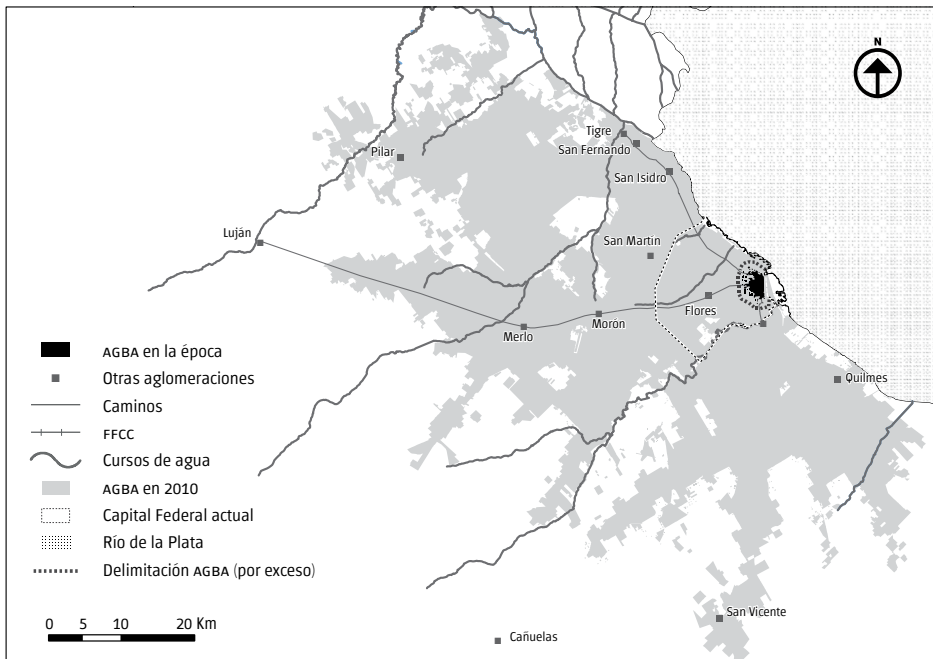 N
Tigre
San Fernando
San Isidro
Pilar
Luján
San Martín
Flores
Morón
Merlo
Quilmes
San Vicente
Cañuelas
AGBA en la época
Otras aglomeraciones
Caminos
FFCC
Cursos de agua
AGBA en 2010
Capital Federal actual
Río de la Plata
Delimitación AGBA (por exceso)
0 5 10 20 Km